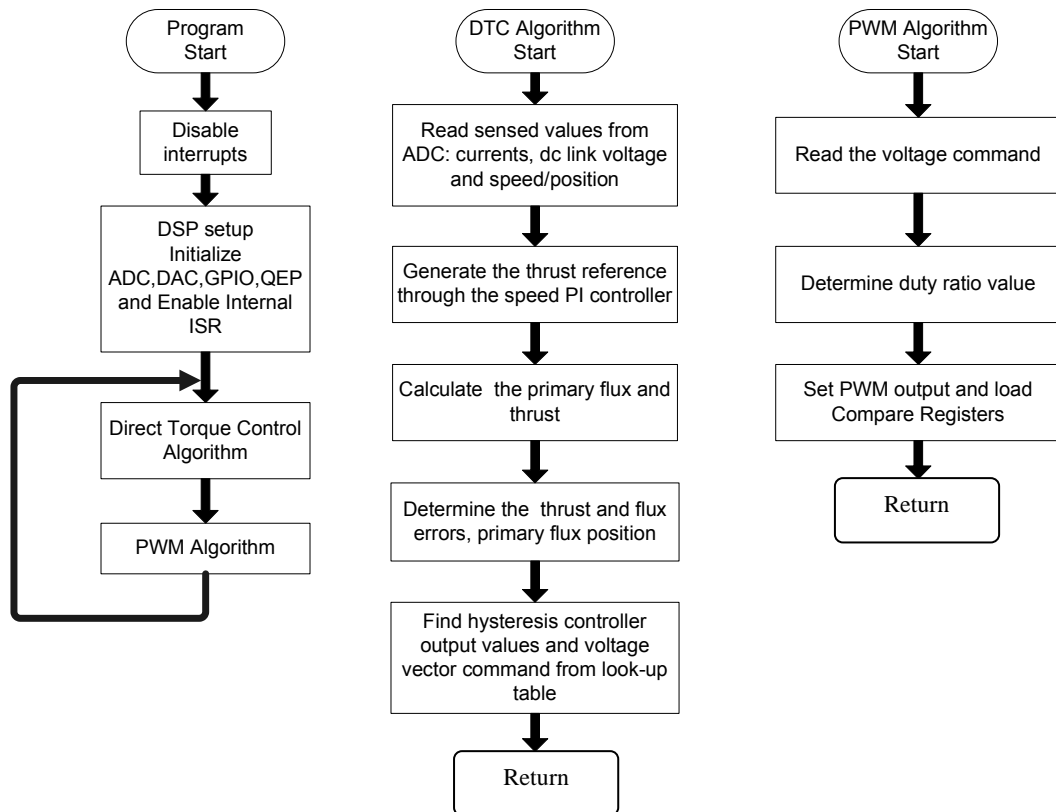 Program
Start
Disable
interrupts
DSP setup
Initialize
ADC,DAC,GPIO,QEP
and Enable Internal
ISR
Direct Torque Control
Algorithm
PWM Algorithm
DTC Algorithm
Start
Read sensed values from
ADC: currents, dc link voltage
and speed/position
Generate the thrust reference
through the speed PI controller
Calculate the primary flux and
thrust
Determine the thrust and flux
errors, primary flux position
Find hysteresis controller
output values and voltage
vector command from look-up
table
Return
PWM Algorithm
Start
Read the voltage command
Determine duty ratio value
Set PWM output and load
Compare Registers
Return